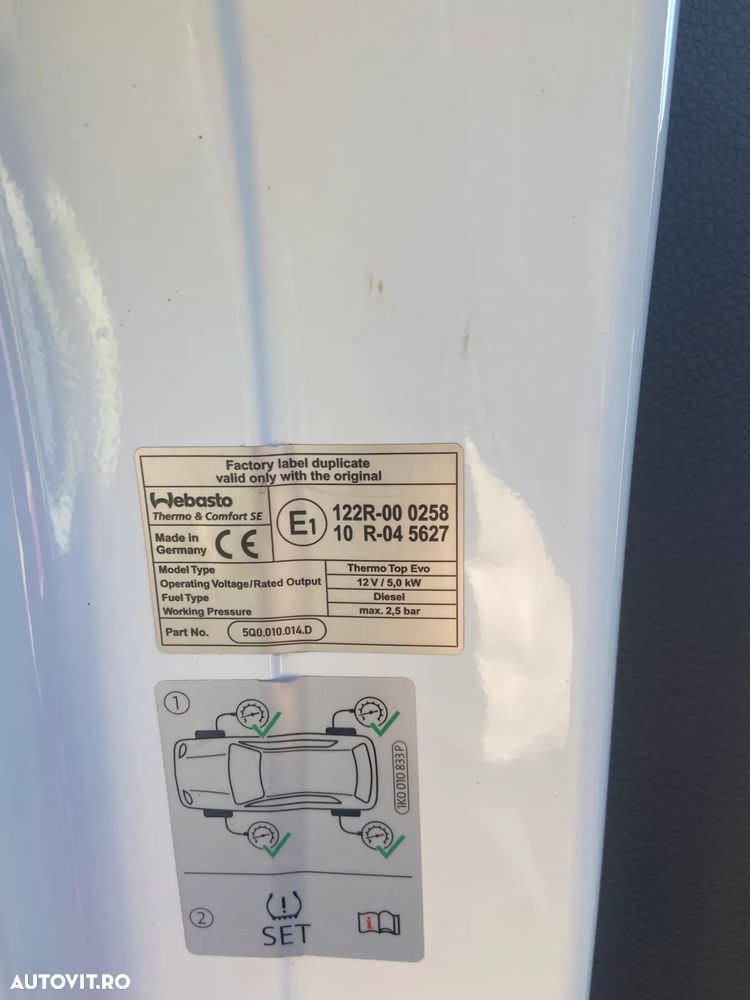 Factory label duplicate
valid only with the original
Webasto
Thermo & Comfort SE
Made in
Germany
CE
E1
122R-00 0258
10 R-04 5627
Model Type Thermo Top Evo
Operating Voltage/Rated Output 12 V / 5,0 kW
Fuel Type Diesel
Working Pressure max. 2,5 bar
Part No. 5Q0.010.014.D
1
1K0 010 833 P
2
(!)
SET
i
AUTOVIT.RO